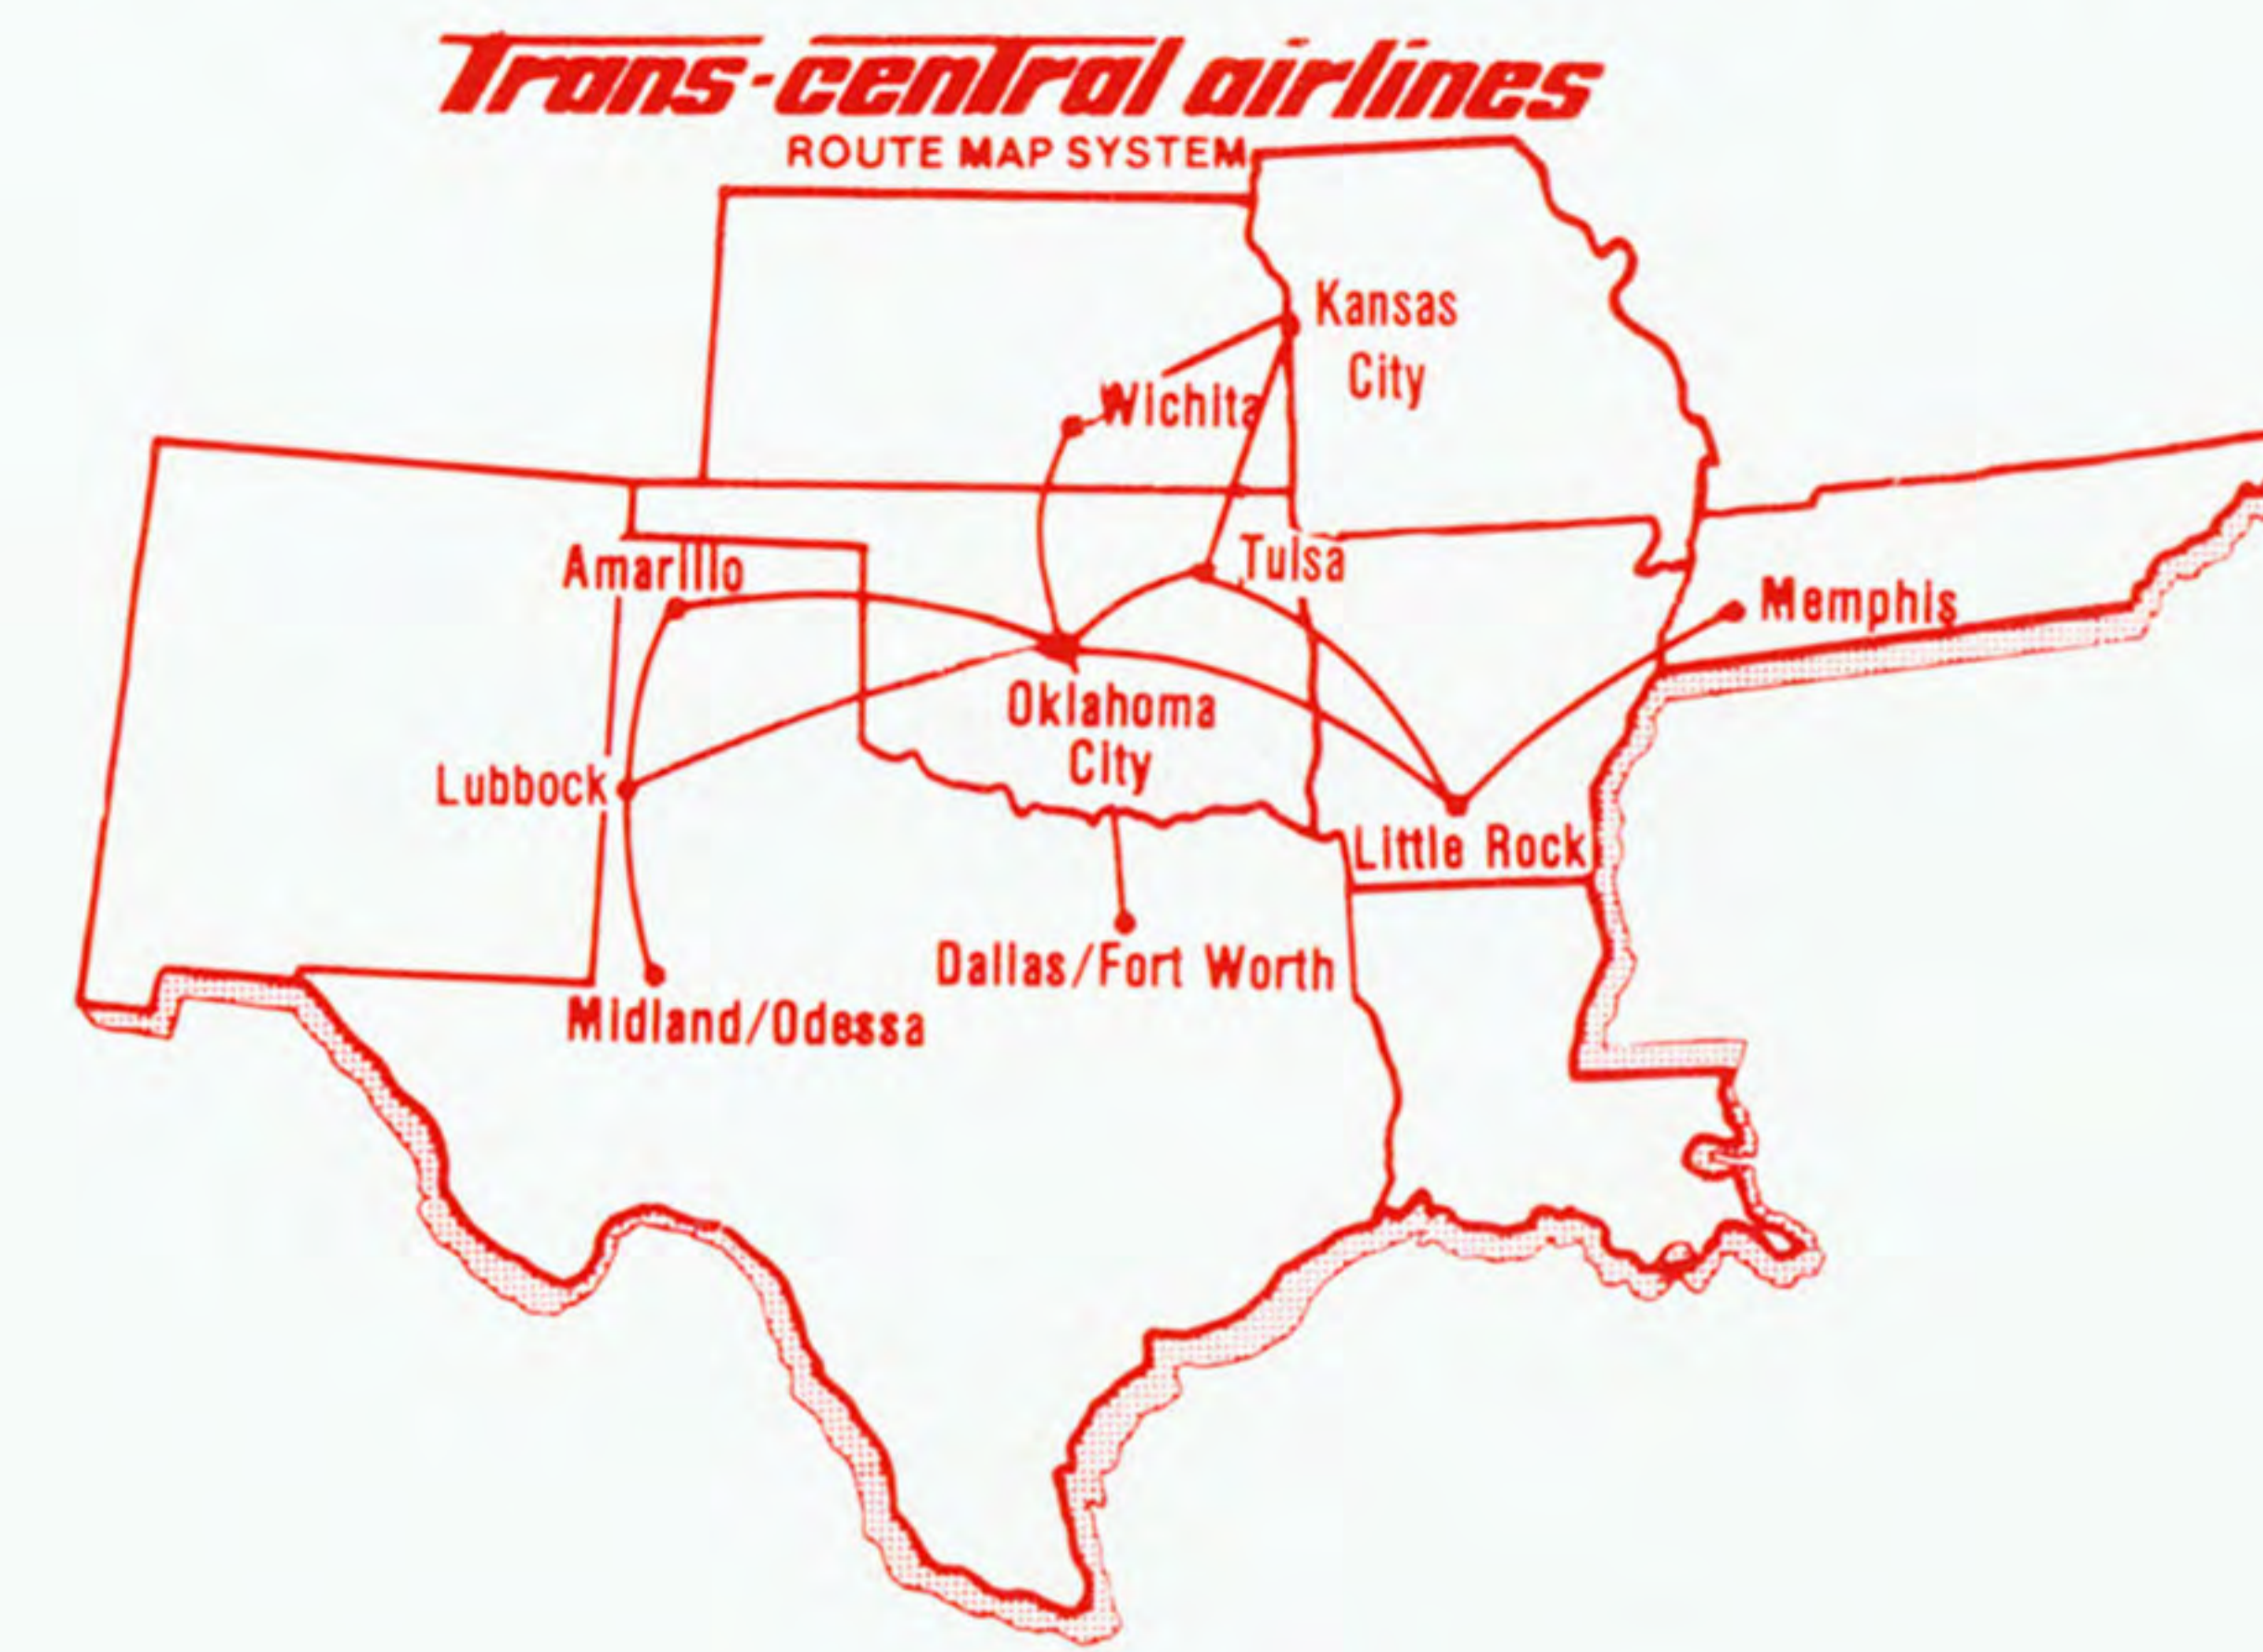 Trans-central airlines
ROUTE MAP SYSTEM
Kansas
City
Wichita
Amarillo
Tulsa
Memphis
Oklahoma
City
Lubbock
Little Rock
Dallas/Fort Worth
Midland/Odessa